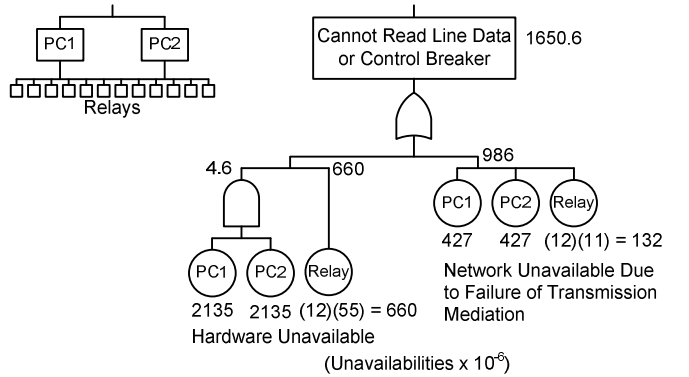 PC1
PC2
Relays
Cannot Read Line Data
or Control Breaker
1650.6
4.6
660
986
PC1
PC2
Relay
427
427
(12)(11) = 132
Network Unavailable Due
to Failure of Transmission
Mediation
PC1
PC2
Relay
2135
2135
(12)(55) = 660
Hardware Unavailable
(Unavailabilities x 10⁻⁶)